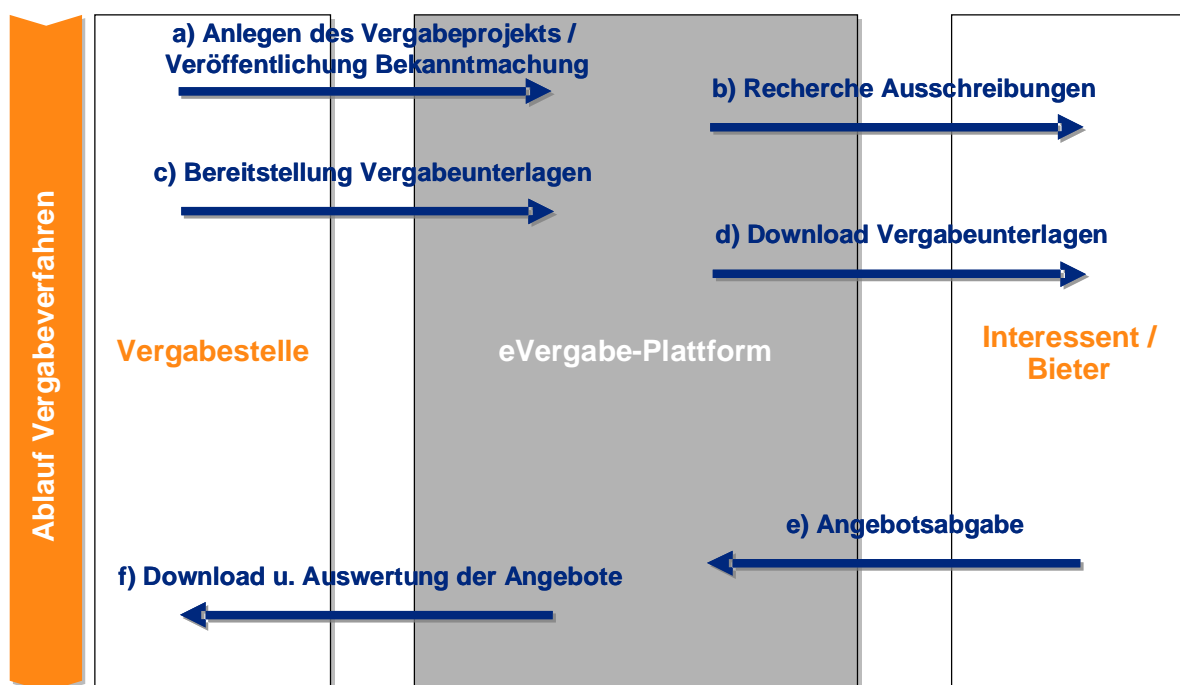 Ablauf Vergabeverfahren
a) Anlegen des Vergabeprojekts /
Veröffentlichung Bekanntmachung
b) Recherche Ausschreibungen
c) Bereitstellung Vergabeunterlagen
d) Download Vergabeunterlagen
Vergabestelle
eVergabe-Plattform
Interessent /
Bieter
e) Angebotsabgabe
f) Download u. Auswertung der Angebote